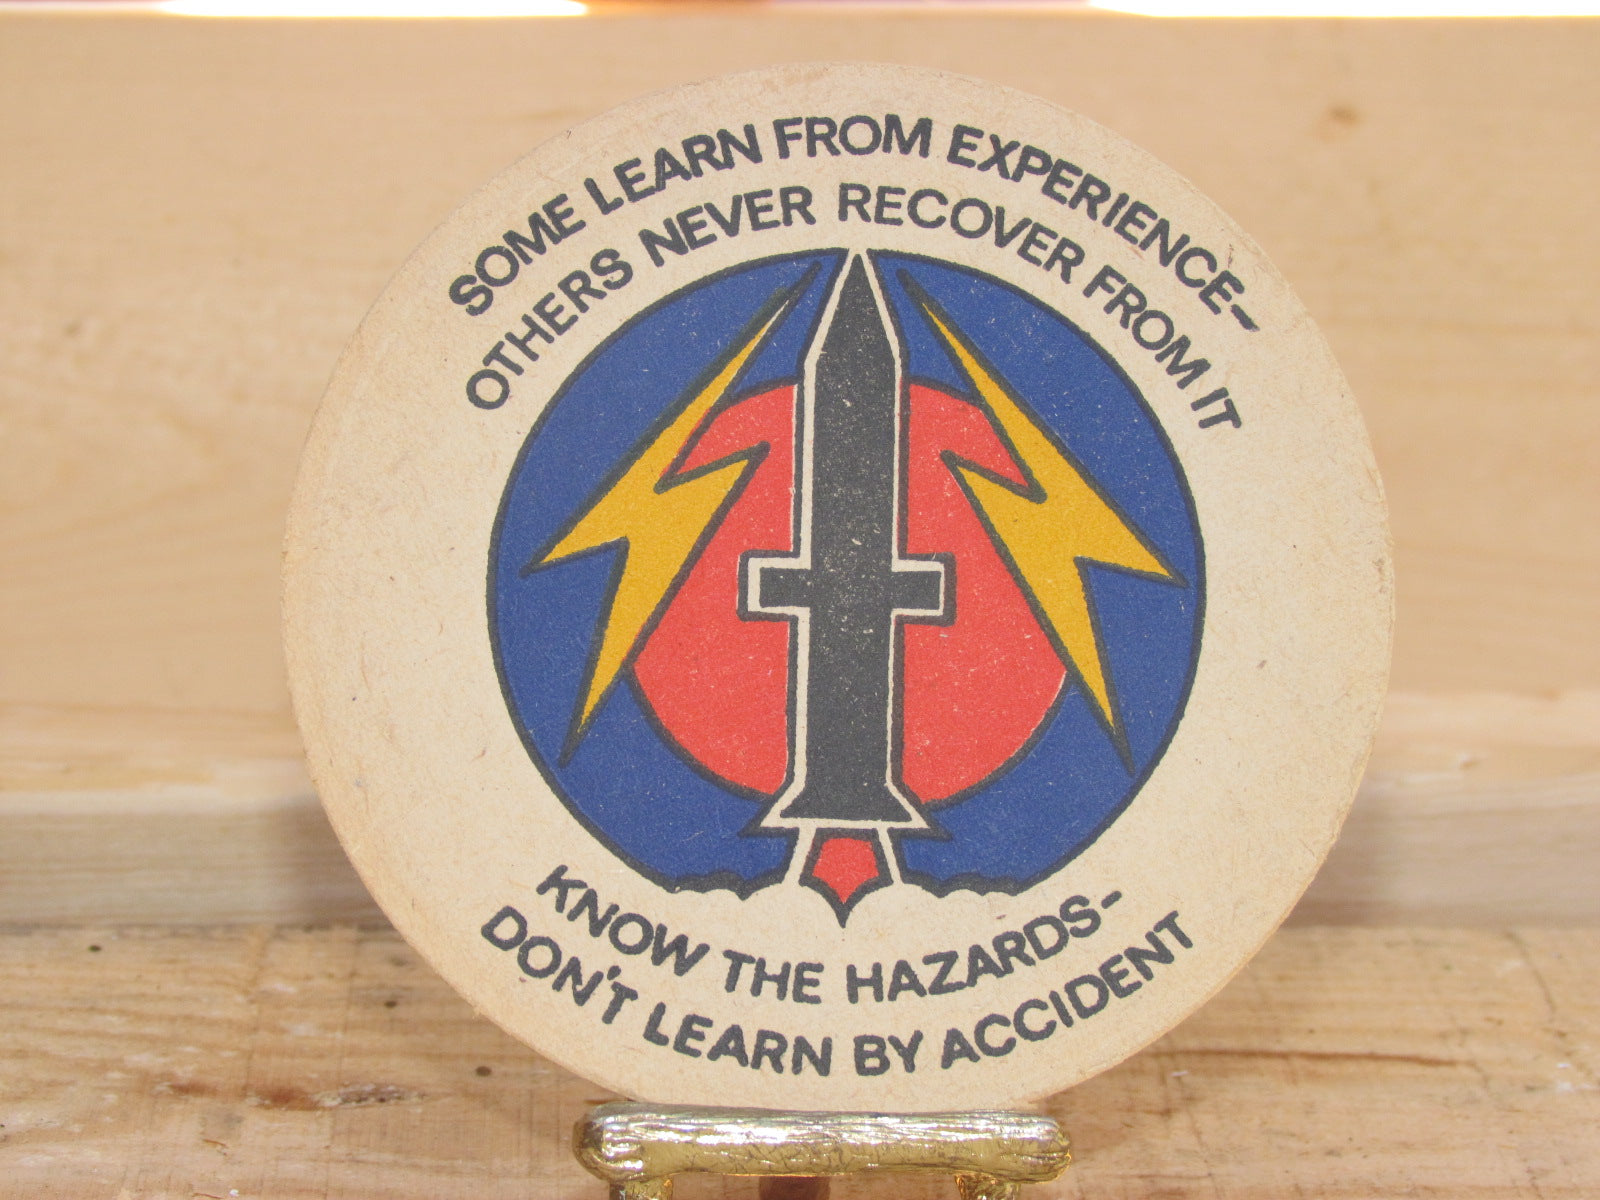 SOME LEARN FROM EXPERIENCE-
OTHERS NEVER RECOVER FROM IT
KNOW THE HAZARDS-
DON'T LEARN BY ACCIDENT